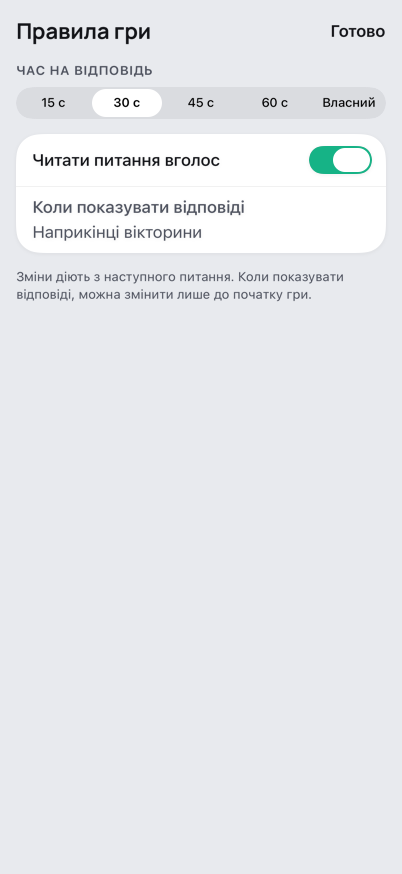 Правила гри
Готово
ЧАС НА ВІДПОВІДЬ
15 с
30 с
45 с
60 с
Власний
Читати питання вголос
Коли показувати відповіді
Наприкінці вікторини
Зміни діють з наступного питання. Коли показувати
відповіді, можна змінити лише до початку гри.